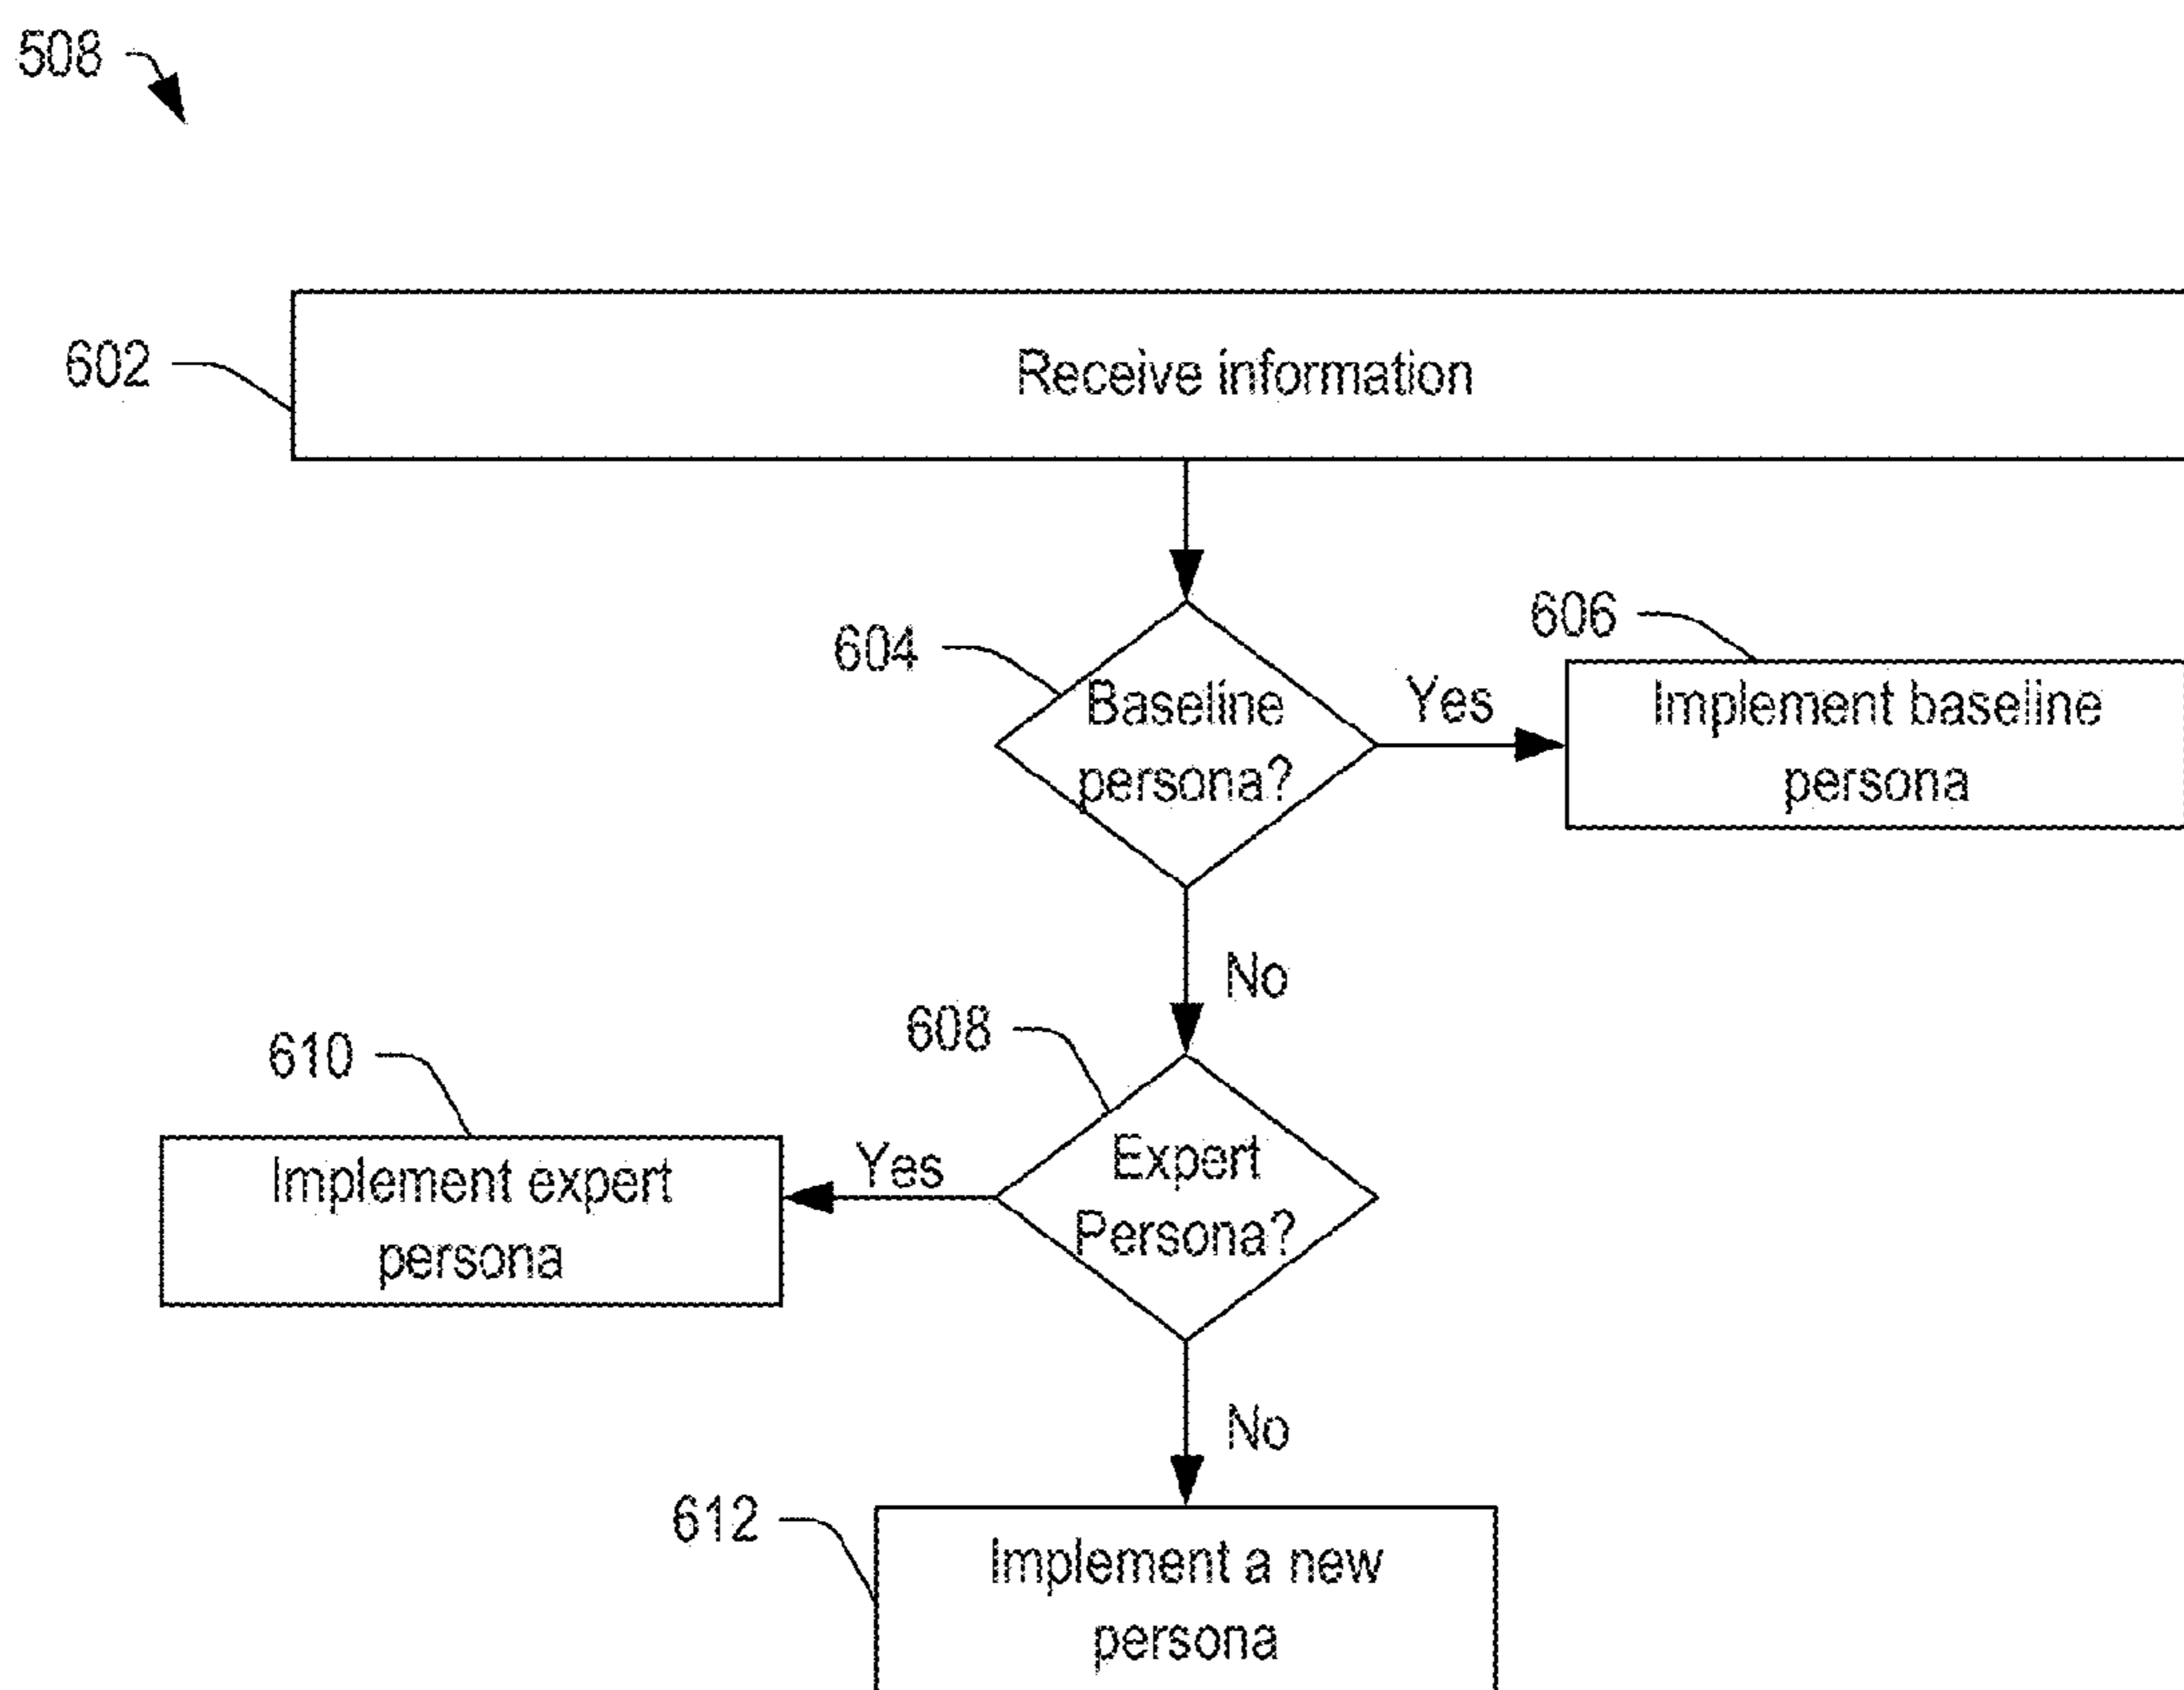 508
602
Receive information
604
Baseline
persona?
Yes
606
Implement baseline
persona
No
608
Expert
Persona?
Yes
610
Implement expert
persona
No
612
Implement a new
persona